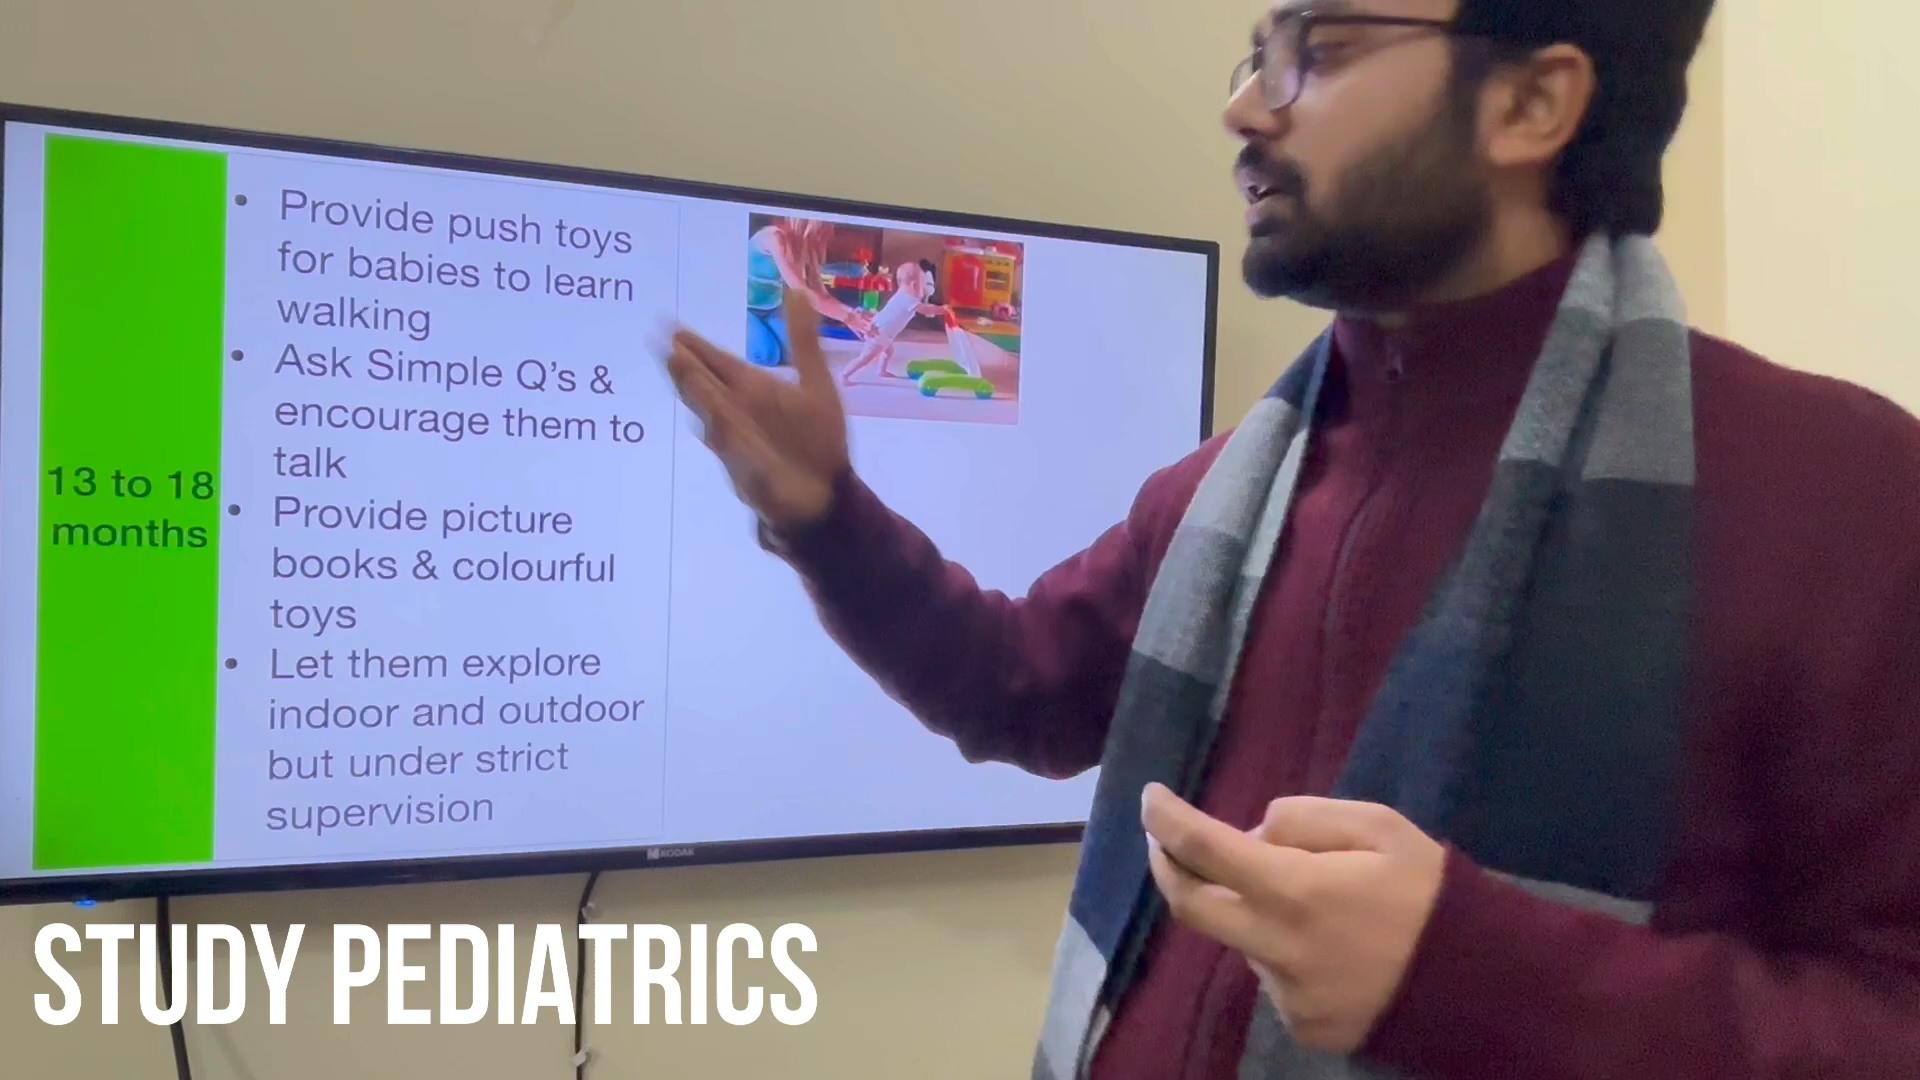 13 to 18
months
• Provide push toys
for babies to learn
walking
• Ask Simple Q's &
encourage them to
talk
• Provide picture
books & colourful
toys
• Let them explore
indoor and outdoor
but under strict
supervision
KODAK
STUDY PEDIATRICS